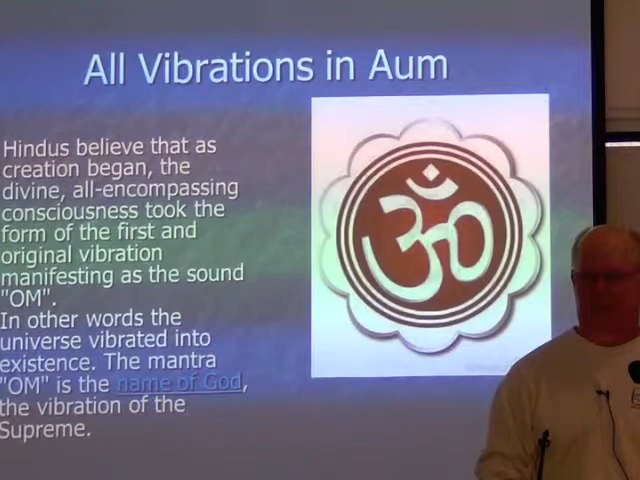 All Vibrations in Aum
Hindus believe that as
creation began, the
divine, all-encompassing
consciousness took the
form of the first and
original vibration
manifesting as the sound
"OM".
In other words the
universe vibrated into
existence. The mantra
"OM" is the name of God,
the vibration of the
Supreme.
ॐ